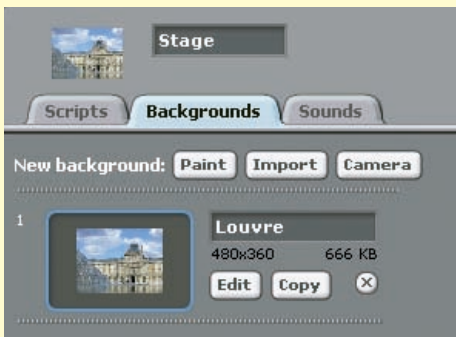 Stage
Scripts Backgrounds Sounds
New background: Paint Import Camera
1
Louvre
480x360 666 KB
Edit Copy